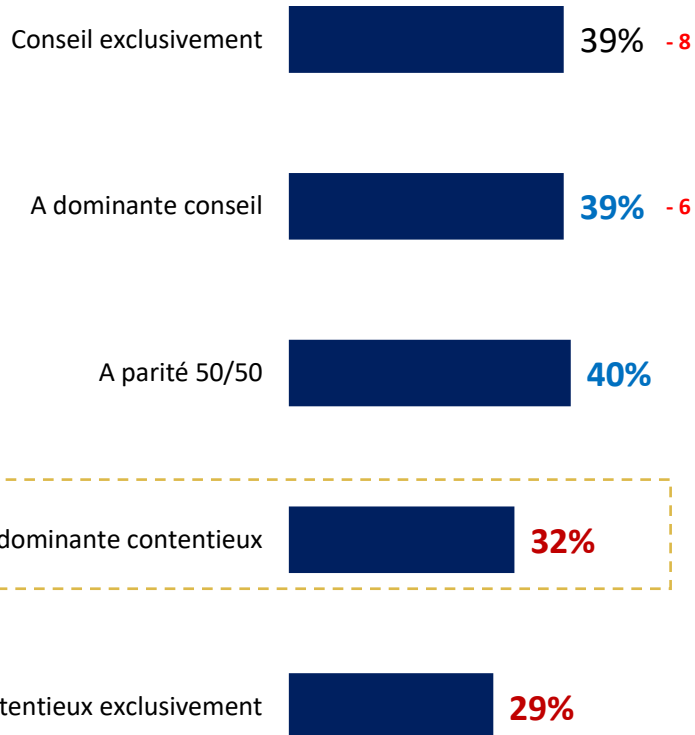 Conseil exclusivement 39% - 8
A dominante conseil 39% - 6
A parité 50/50 40%
dominante contentieux 32%
tentieux exclusivement 29%